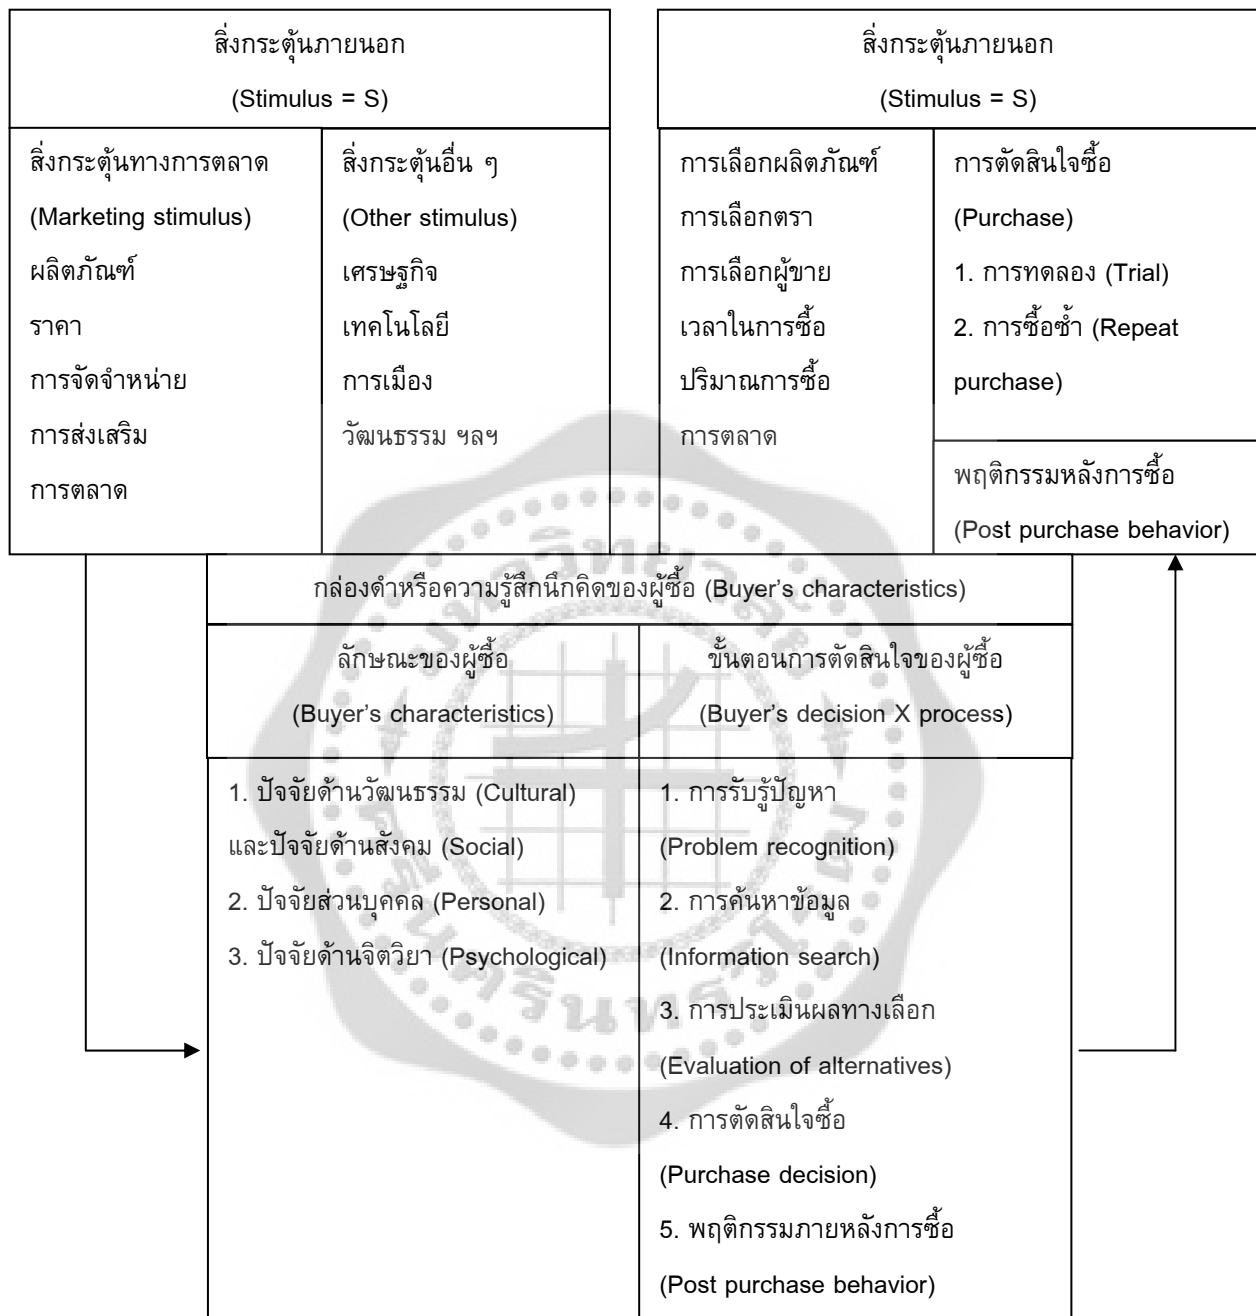 สิ่งกระตุ้นภายนอก
(Stimulus = S)
สิ่งกระตุ้นทางการตลาด
(Marketing stimulus)
ผลิตภัณฑ์
ราคา
การจัดจำหน่าย
การส่งเสริม
การตลาด
สิ่งกระตุ้นอื่น ๆ
(Other stimulus)
เศรษฐกิจ
เทคโนโลยี
การเมือง
วัฒนธรรม ฯลฯ
สิ่งกระตุ้นภายนอก
(Stimulus = S)
การเลือกผลิตภัณฑ์
การเลือกตรา
การเลือกผู้ขาย
เวลาในการซื้อ
ปริมาณการซื้อ
การตลาด
การตัดสินใจซื้อ
(Purchase)
1. การทดลอง (Trial)
2. การซื้อซ้ำ (Repeat
purchase)
พฤติกรรมหลังการซื้อ
(Post purchase behavior)
กล่องดำหรือความรู้สึกนึกคิดของผู้ซื้อ (Buyer's characteristics)
ลักษณะของผู้ซื้อ
(Buyer's characteristics)
ขั้นตอนการตัดสินใจของผู้ซื้อ
(Buyer's decision X process)
1. ปัจจัยด้านวัฒนธรรม (Cultural)
และปัจจัยด้านสังคม (Social)
2. ปัจจัยส่วนบุคคล (Personal)
3. ปัจจัยด้านจิตวิยา (Psychological)
1. การรับรู้ปัญหา
(Problem recognition)
2. การค้นหาข้อมูล
(Information search)
3. การประเมินผลทางเลือก
(Evaluation of alternatives)
4. การตัดสินใจซื้อ
(Purchase decision)
5. พฤติกรรมภายหลังการซื้อ
(Post purchase behavior)
มหาวิทยาลัย
ศรีนครินทรวิโรฒ